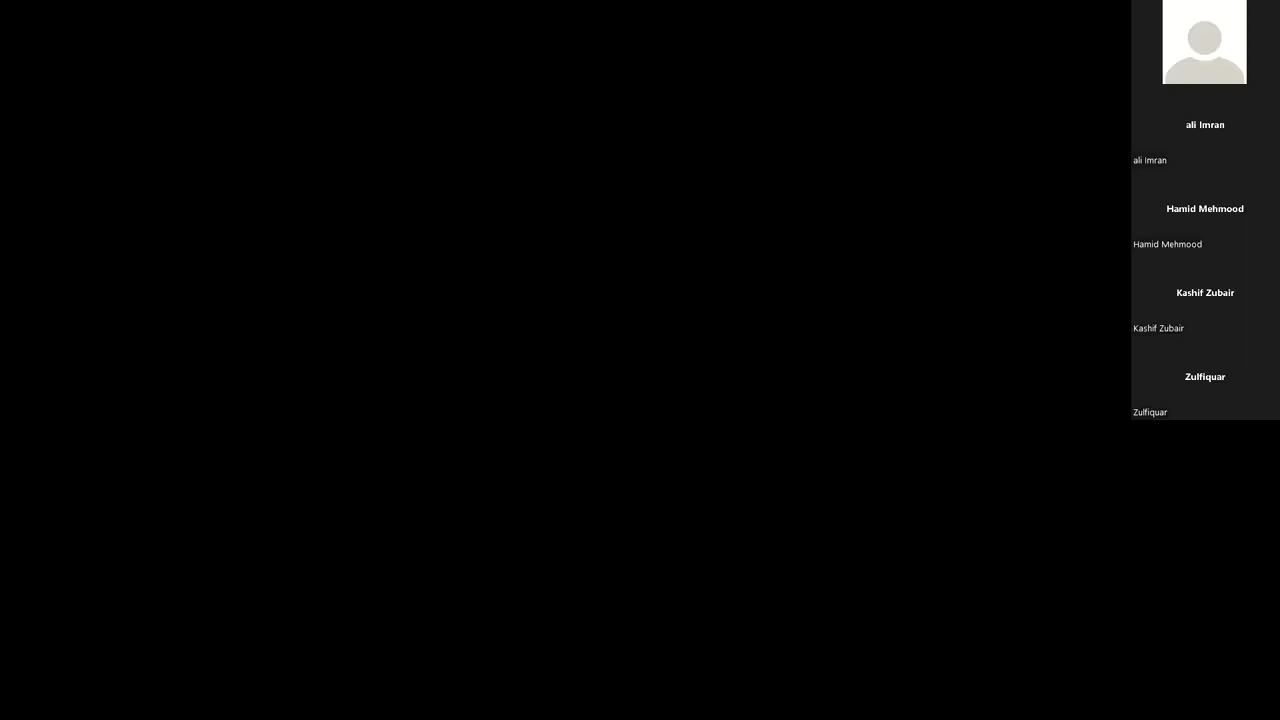 ali Imran
ali Imran
Hamid Mehmood
Hamid Mehmood
Kashif Zubair
Kashif Zubair
Zulfiquar
Zulfiquar